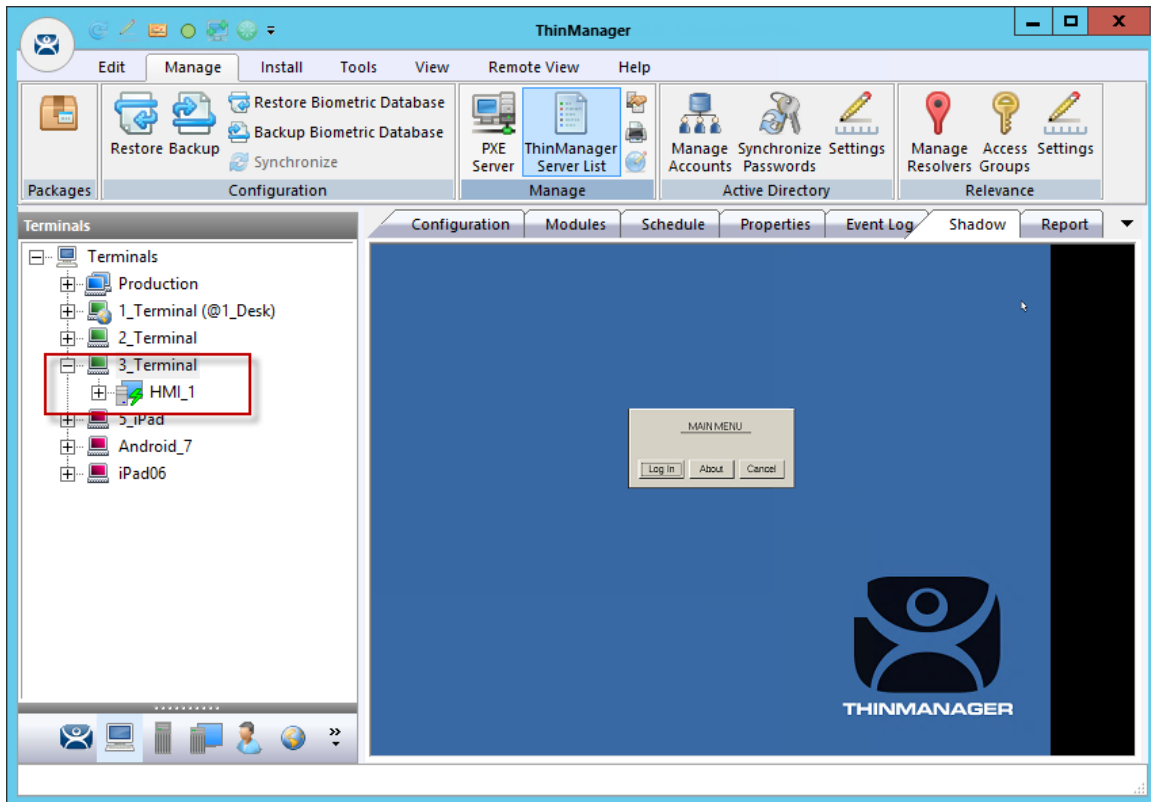 ThinManager
Edit Manage Install Tools View Remote View Help
Restore Biometric Database
Backup Biometric Database
Synchronize
Restore Backup
PXE Server
ThinManager Server List
Manage Accounts
Synchronize Passwords
Settings
Manage Resolvers
Access Groups
Settings
Packages Configuration Manage Active Directory Relevance
Terminals
Configuration Modules Schedule Properties Event Log Shadow Report
Terminals
Production
1_Terminal (@1_Desk)
2_Terminal
3_Terminal
HMI_1
5_iPad
Android_7
iPad06
MAIN MENU
Log In About Cancel
THINMANAGER